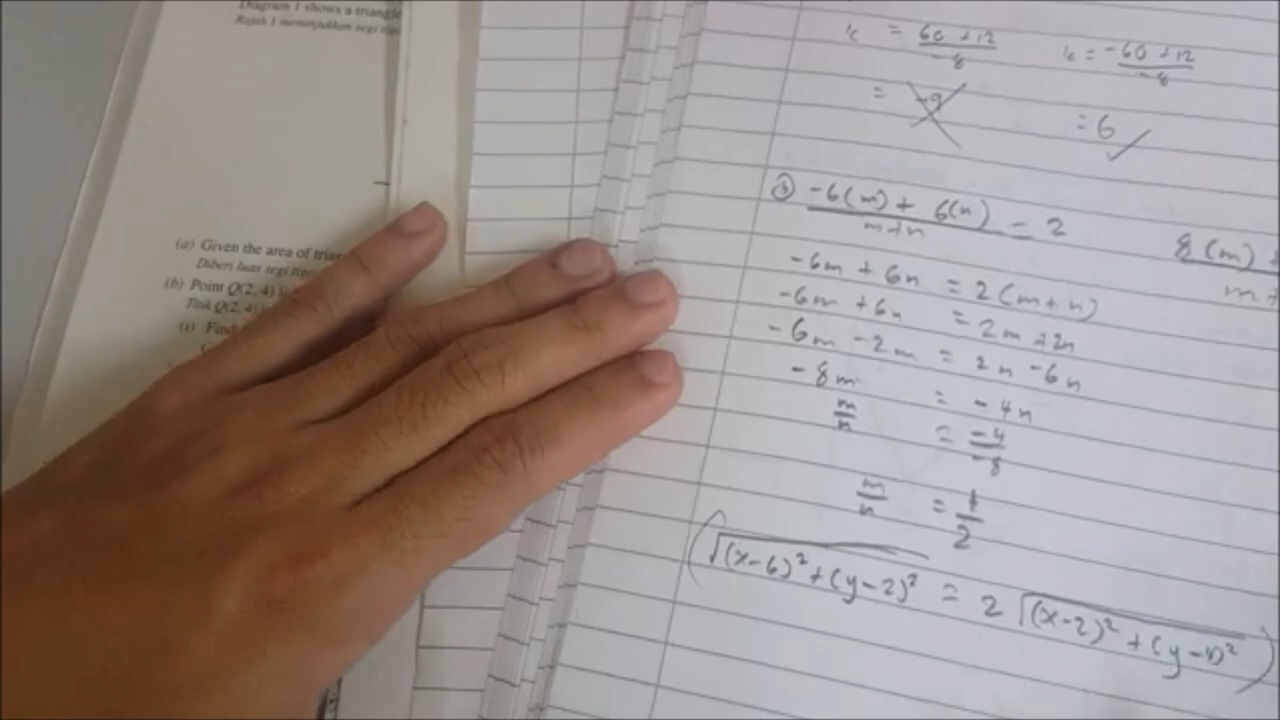 Diagram 1 shows a triangle
Rajah 1 menunjukkan segi tiga
(a) Given the area of trian
Diberi luas segi tiga
(b) Point Q(2, 4)
Titik Q(2, 4)
(i) Find
k = 60 + 12 / -8
k = -60 + 12 / -8
= -9
= 6 ✓
(b) -6(m) + 6(n) / m+n = 2
8(m) +
m+
-6m + 6n = 2(m+n)
-6m + 6n = 2m + 2n
-6m - 2m = 2n - 6n
-8m = -4n
m/n = -4/-8
m/n = 1/2
(√(x-6)² + (y-2)² = 2 √(x-2)² + (y-4)²)